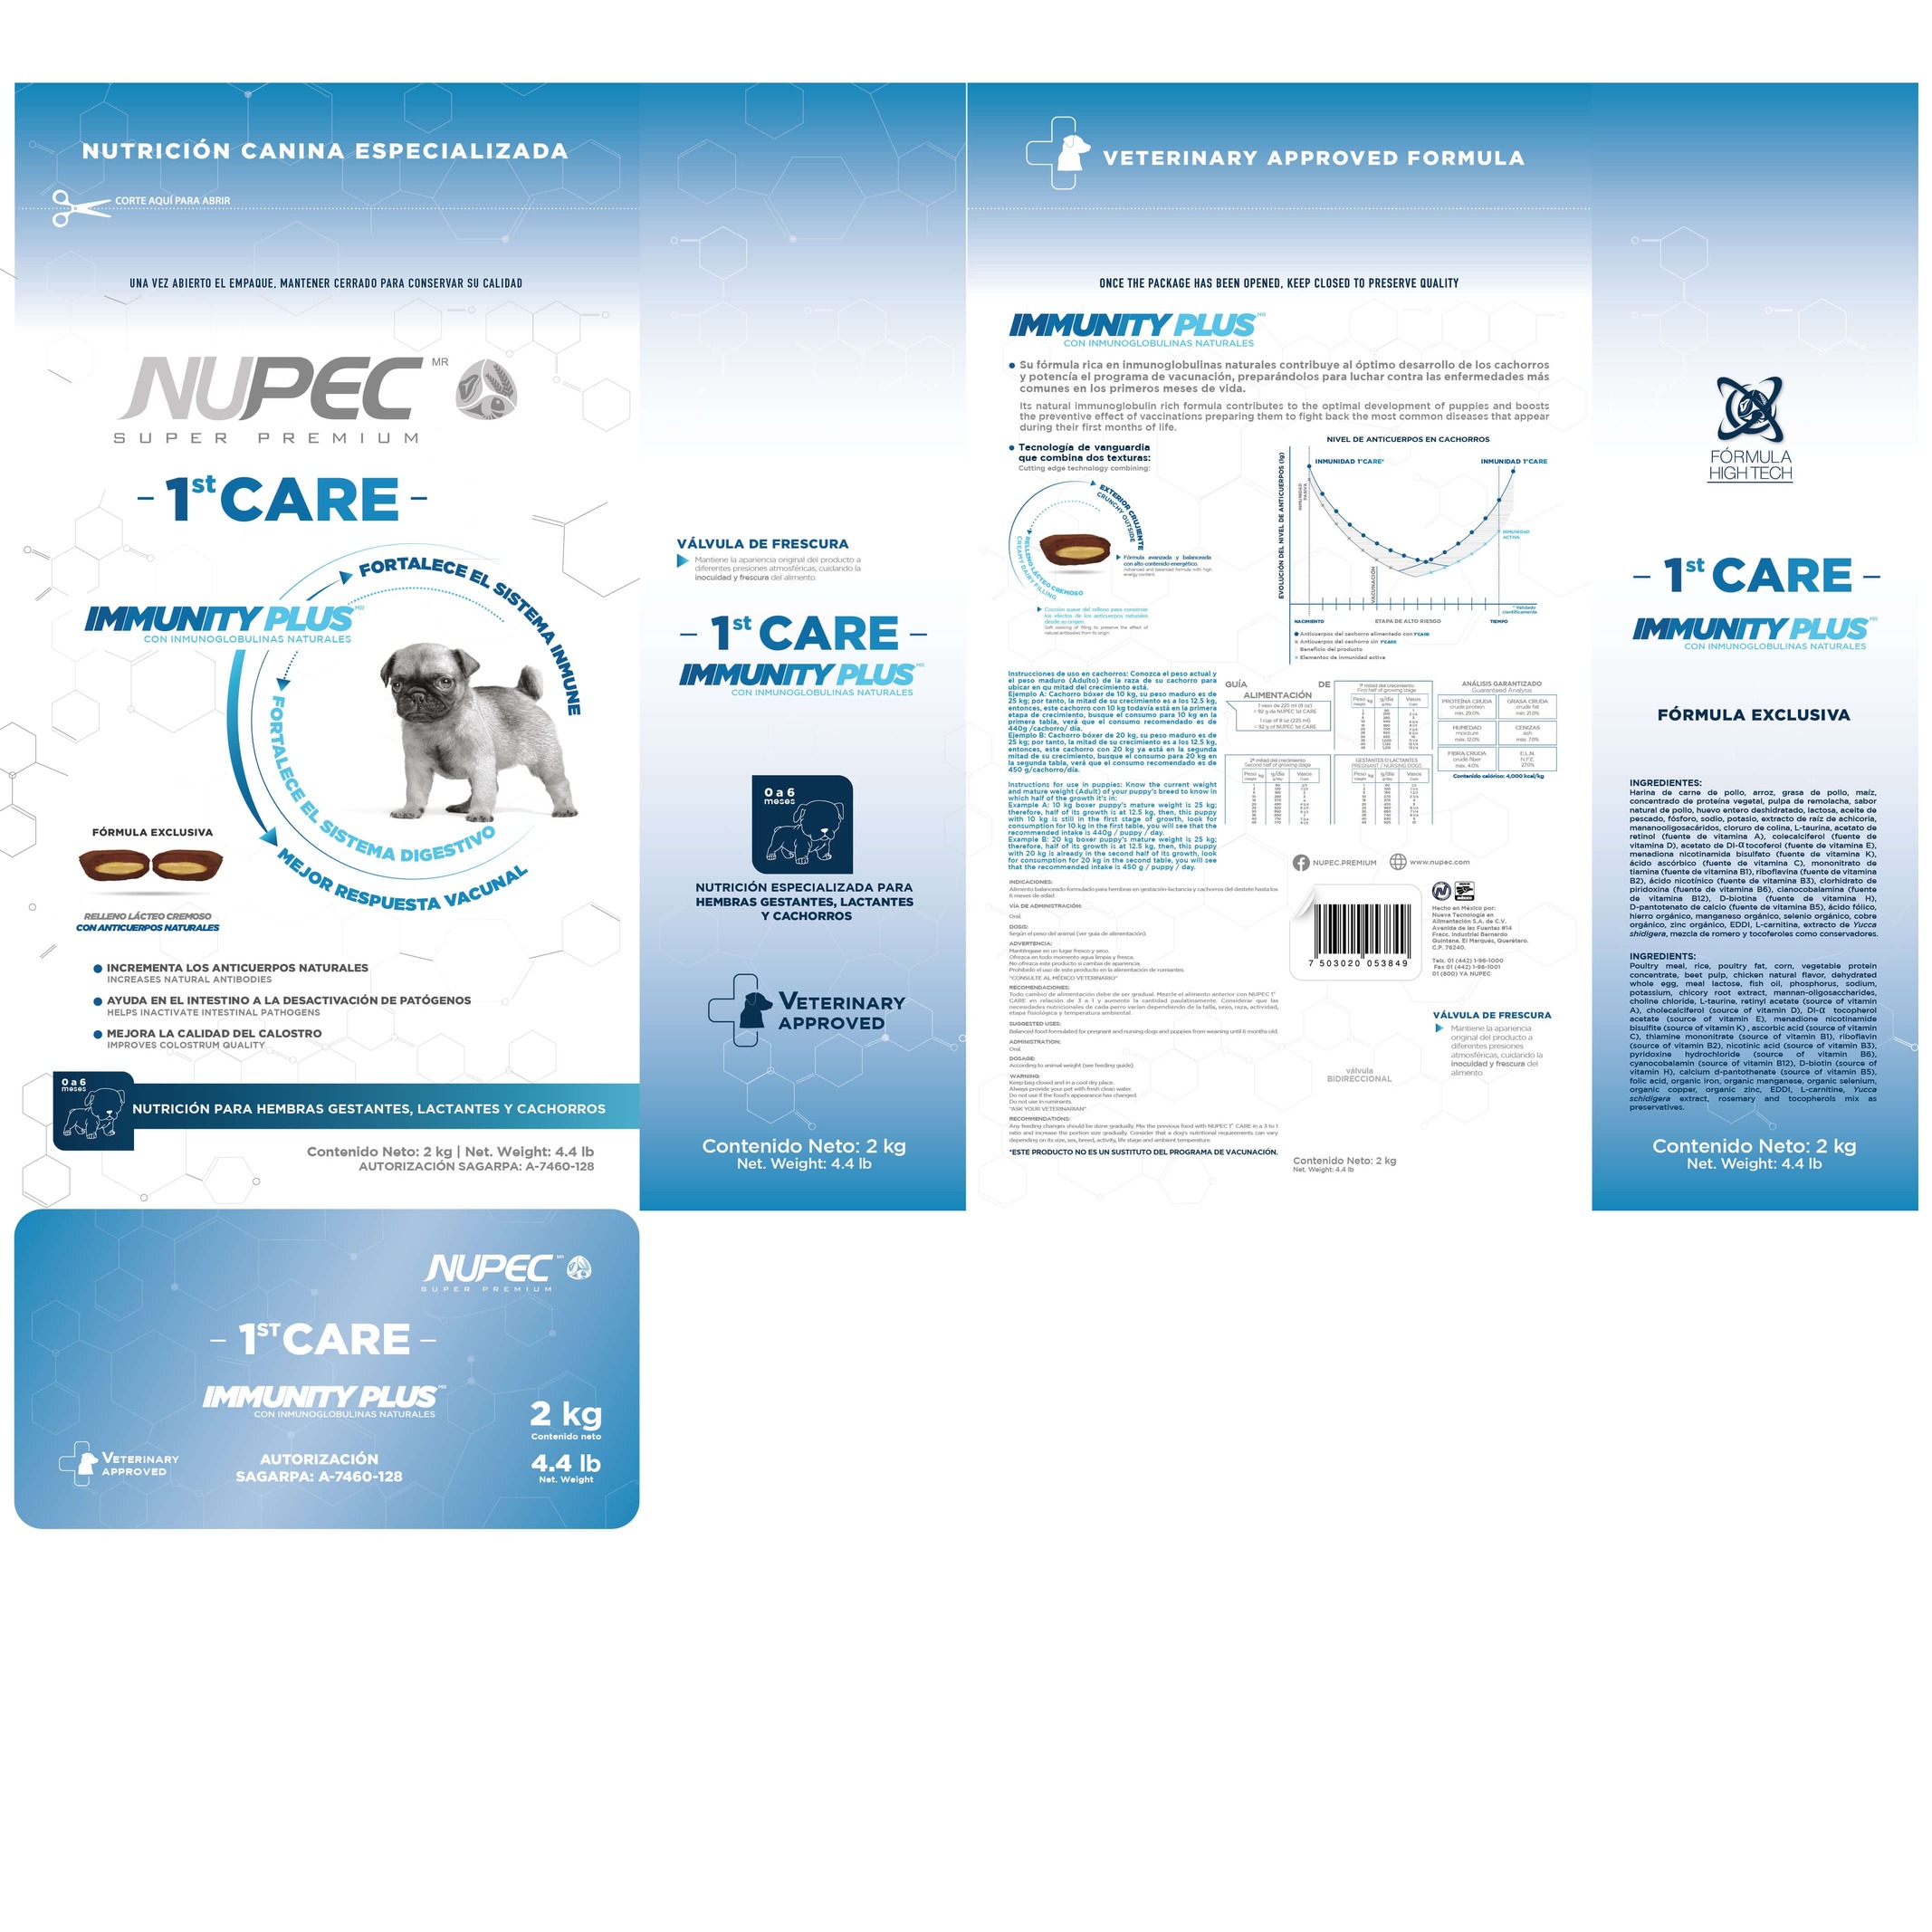 NUTRICIÓN CANINA ESPECIALIZADA
CORTE AQUÍ PARA ABRIR
UNA VEZ ABIERTO EL EMPAQUE, MANTENER CERRADO PARA CONSERVAR SU CALIDAD
NUPEC MR
SUPER PREMIUM
- 1st CARE -
FORTALECE EL SISTEMA INMUNE
IMMUNITY PLUS MD
CON INMUNOGLOBULINAS NATURALES
FORTALECE EL SISTEMA DIGESTIVO
MEJOR RESPUESTA VACUNAL
FÓRMULA EXCLUSIVA
RELLENO LÁCTEO CREMOSO
CON ANTICUERPOS NATURALES
INCREMENTA LOS ANTICUERPOS NATURALES
INCREASES NATURAL ANTIBODIES
AYUDA EN EL INTESTINO A LA DESACTIVACIÓN DE PATÓGENOS
HELPS INACTIVATE INTESTINAL PATHOGENS
MEJORA LA CALIDAD DEL CALOSTRO
IMPROVES COLOSTRUM QUALITY
0 a 6
meses
NUTRICIÓN PARA HEMBRAS GESTANTES, LACTANTES Y CACHORROS
Contenido Neto: 2 kg | Net. Weight: 4.4 lb
AUTORIZACIÓN SAGARPA: A-7460-128
NUPEC MR
SUPER PREMIUM
- 1ST CARE -
IMMUNITY PLUS MD
CON INMUNOGLOBULINAS NATURALES
2 kg
Contenido neto
4.4 lb
Net. Weight
VETERINARY
APPROVED
AUTORIZACIÓN
SAGARPA: A-7460-128
VÁLVULA DE FRESCURA
Mantiene la apariencia original del producto a
diferentes presiones atmosféricas, cuidando la
inocuidad y frescura del alimento.
- 1st CARE -
IMMUNITY PLUS MD
CON INMUNOGLOBULINAS NATURALES
0 a 6
meses
NUTRICIÓN ESPECIALIZADA PARA
HEMBRAS GESTANTES, LACTANTES
Y CACHORROS
VETERINARY
APPROVED
Contenido Neto: 2 kg
Net. Weight: 4.4 lb
VETERINARY APPROVED FORMULA
ONCE THE PACKAGE HAS BEEN OPENED, KEEP CLOSED TO PRESERVE QUALITY
IMMUNITY PLUS
CON INMUNOGLOBULINAS NATURALES
Su fórmula rica en inmunoglobulinas naturales contribuye al óptimo desarrollo de los cachorros
y potencía el programa de vacunación, preparándolos para luchar contra las enfermedades más
comunes en los primeros meses de vida.
Its natural immunoglobulin rich formula contributes to the optimal development of puppies and boosts
the preventive effect of vaccinations preparing them to fight back the most common diseases that appear
during their first months of life.
Tecnología de vanguardia
que combina dos texturas:
Cutting edge technology combining:
EXTERIOR CRUJIENTE
CRUNCHY OUTSIDE
RELLENO LÁCTEO CREMOSO
CREAMY DAIRY FILLING
Fórmula avanzada y balanceada
con alto contenido energético.
Advanced and balanced formula with high
energy content.
Cocción suave del relleno para conservar
los efectos de los anticuerpos naturales
desde su origen.
Soft cooking of filling to preserve the effect of
natural antibodies from its origin.
NIVEL DE ANTICUERPOS EN CACHORROS
EVOLUCIÓN DEL NIVEL DE ANTICUERPOS (Ig)
INMUNIDAD 1°CARE*
INMUNIDAD 1°CARE
INMUNIDAD
PASIVA
INMUNIDAD
ACTIVA
VACUNACIÓN
* Validado
científicamente
NACIMIENTO
ETAPA DE ALTO RIESGO
TIEMPO
Anticuerpos del cachorro alimentado con 1°CARE
Anticuerpos del cachorro sin 1°CARE
Beneficio del producto
Elementos de inmunidad activa
Instrucciones de uso en cachorros: Conozca el peso actual y
el peso maduro (Adulto) de la raza de su cachorro para
ubicar en qu mitad del crecimiento está.
Ejemplo A: Cachorro bóxer de 10 kg, su peso maduro es de
25 kg; por tanto, la mitad de su crecimiento es a los 12.5 kg,
entonces, este cachorro con 10 kg todavía está en la primera
etapa de crecimiento, busque el consumo para 10 kg en la
primera tabla, verá que el consumo recomendado es de
440g /cachorro/ día.
Ejemplo B: Cachorro bóxer de 20 kg, su peso maduro es de
25 kg; por tanto, la mitad de su crecimiento es a los 12.5 kg,
entonces, este cachorro con 20 kg ya está en la segunda
mitad de su crecimiento, busque el consumo para 20 kg en
la segunda tabla, verá que el consumo recomendado es de
450 g/cachorro/día.
Instructions for use in puppies: Know the current weight
and mature weight (Adult) of your puppy's breed to know in
which half of the growth it's in:
Example A: 10 kg boxer puppy's mature weight is 25 kg;
therefore, half of its growth is at 12.5 kg, then, this puppy
with 10 kg is still in the first stage of growth, look for
consumption for 10 kg in the first table, you will see that the
recommended intake is 440g / puppy / day.
Example B: 20 kg boxer puppy's mature weight is 25 kg;
therefore, half of its growth is at 12.5 kg, then, this puppy
with 20 kg is already in the second half of its growth, look
for consumption for 20 kg in the second table, you will see
that the recommended intake is 450 g / puppy / day.
GUÍA DE
ALIMENTACIÓN
1 vaso de 225 ml (8 oz)
= 92 g de NUPEC 1st CARE
1 cup of 8 oz (225 ml)
= 92 g of NUPEC 1st CARE
1ª mitad del crecimiento
First half of growing stage
Peso kg g/día Vasos
2ª mitad del crecimiento
Second half of growing stage
Peso kg g/día Vasos
GESTANTES O LACTANTES
PREGNANT / NURSING DOGS
Peso kg g/día Vasos
ANÁLISIS GARANTIZADO
Guaranteed Analysis
PROTEÍNA CRUDA
crude protein
mín. 29.0%
GRASA CRUDA
crude fat
mín. 21.0%
HUMEDAD
moisture
máx. 12.0%
CENIZAS
ash
máx. 7.0%
FIBRA CRUDA
crude fiber
máx. 4.0%
E.L.N.
N.F.E.
27.0%
Contenido calórico: 4,000 kcal/kg
NUPEC.PREMIUM
www.nupec.com
INDICACIONES:
Alimento balanceado formulado para hembras en gestación-lactancia y cachorros del destete hasta los
6 meses de edad.
VÍA DE ADMINISTRACIÓN:
Oral.
DOSIS:
Según el peso del animal (ver guía de alimentación).
ADVERTENCIA:
Manténgase en un lugar fresco y seco.
Ofrezca en todo momento agua limpia y fresca.
No ofrezca este producto si cambia de apariencia.
Prohibido el uso de este producto en la alimentación de rumiantes.
"CONSULTE AL MÉDICO VETERINARIO"
RECOMENDACIONES:
Todo cambio de alimentación debe de ser gradual. Mezcle el alimento anterior con NUPEC 1°
CARE en relación de 3 a 1 y aumente la cantidad paulatinamente. Considerar que las
necesidades nutricionales de cada perro varían dependiendo de la talla, sexo, raza, actividad,
etapa fisiológica y temperatura ambiental.
SUGGESTED USES:
Balanced food formulated for pregnant and nursing dogs and puppies from weaning until 6 months old.
ADMINISTRATION:
Oral.
DOSAGE:
According to animal weight (see feeding guide).
WARNING:
Keep bag closed and in a cool dry place.
Always provide your pet with fresh clean water.
Do not use if the food's appearance has changed.
Do not use in ruminants.
"ASK YOUR VETERINARIAN"
RECOMMENDATIONS:
Any feeding changes should be done gradually. Mix the previous food with NUPEC 1° CARE in a 3 to 1
ratio and increase the portion size gradually. Consider that a dog's nutritional requirements can vary
depending on its size, sex, breed, activity, life stage and ambient temperature.
*ESTE PRODUCTO NO ES UN SUSTITUTO DEL PROGRAMA DE VACUNACIÓN.
7 503020 053849
Hecho en México por:
Nueva Tecnología en
Alimentación S.A. de C.V.
Avenida de las Fuentes #14
Fracc. Industrial Bernardo
Quintana, El Marqués, Querétaro.
C.P. 76240.
Tels. 01 (442) 1-96-1000
Fax 01 (442) 1-96-1001
01 (800) YA NUPEC
VÁLVULA DE FRESCURA
Mantiene la apariencia
original del producto a
diferentes presiones
atmosféricas, cuidando la
inocuidad y frescura del
alimento.
válvula
BIDIRECCIONAL
Contenido Neto: 2 kg
Net. Weight: 4.4 lb
FÓRMULA
HIGH TECH
- 1st CARE -
IMMUNITY PLUS MD
CON INMUNOGLOBULINAS NATURALES
FÓRMULA EXCLUSIVA
INGREDIENTES:
Harina de carne de pollo, arroz, grasa de pollo, maíz,
concentrado de proteína vegetal, pulpa de remolacha, sabor
natural de pollo, huevo entero deshidratado, lactosa, aceite de
pescado, fósforo, sodio, potasio, extracto de raíz de achicoria,
mananooligosacáridos, cloruro de colina, L-taurina, acetato de
retinol (fuente de vitamina A), colecalciferol (fuente de
vitamina D), acetato de Dl-α tocoferol (fuente de vitamina E),
menadiona nicotinamida bisulfato (fuente de vitamina K),
ácido ascórbico (fuente de vitamina C), mononitrato de
tiamina (fuente de vitamina B1), riboflavina (fuente de vitamina
B2), ácido nicotínico (fuente de vitamina B3), clorhidrato de
piridoxina (fuente de vitamina B6), cianocobalamina (fuente
de vitamina B12), D-biotina (fuente de vitamina H),
D-pantotenato de calcio (fuente de vitamina B5), ácido fólico,
hierro orgánico, manganeso orgánico, selenio orgánico, cobre
orgánico, zinc orgánico, EDDI, L-carnitina, extracto de Yucca
shidigera, mezcla de romero y tocoferoles como conservadores.
INGREDIENTS:
Poultry meal, rice, poultry fat, corn, vegetable protein
concentrate, beet pulp, chicken natural flavor, dehydrated
whole egg, meal lactose, fish oil, phosphorus, sodium,
potassium, chicory root extract, mannan-oligosaccharides,
choline chloride, L-taurine, retinyl acetate (source of vitamin
A), cholecalciferol (source of vitamin D), Dl-α tocopherol
acetate (source of vitamin E), menadione nicotinamide
bisulfite (source of vitamin K) , ascorbic acid (source of vitamin
C), thiamine mononitrate (source of vitamin B1), riboflavin
(source of vitamin B2), nicotinic acid (source of vitamin B3),
pyridoxine hydrochloride (source of vitamin B6),
cyanocobalamin (source of vitamin B12), D-biotin (source of
vitamin H), calcium d-pantothenate (source of vitamin B5),
folic acid, organic iron, organic manganese, organic selenium,
organic copper, organic zinc, EDDI, L-carnitine, Yucca
schidigera extract, rosemary and tocopherols mix as
preservatives.
Contenido Neto: 2 kg
Net. Weight: 4.4 lb